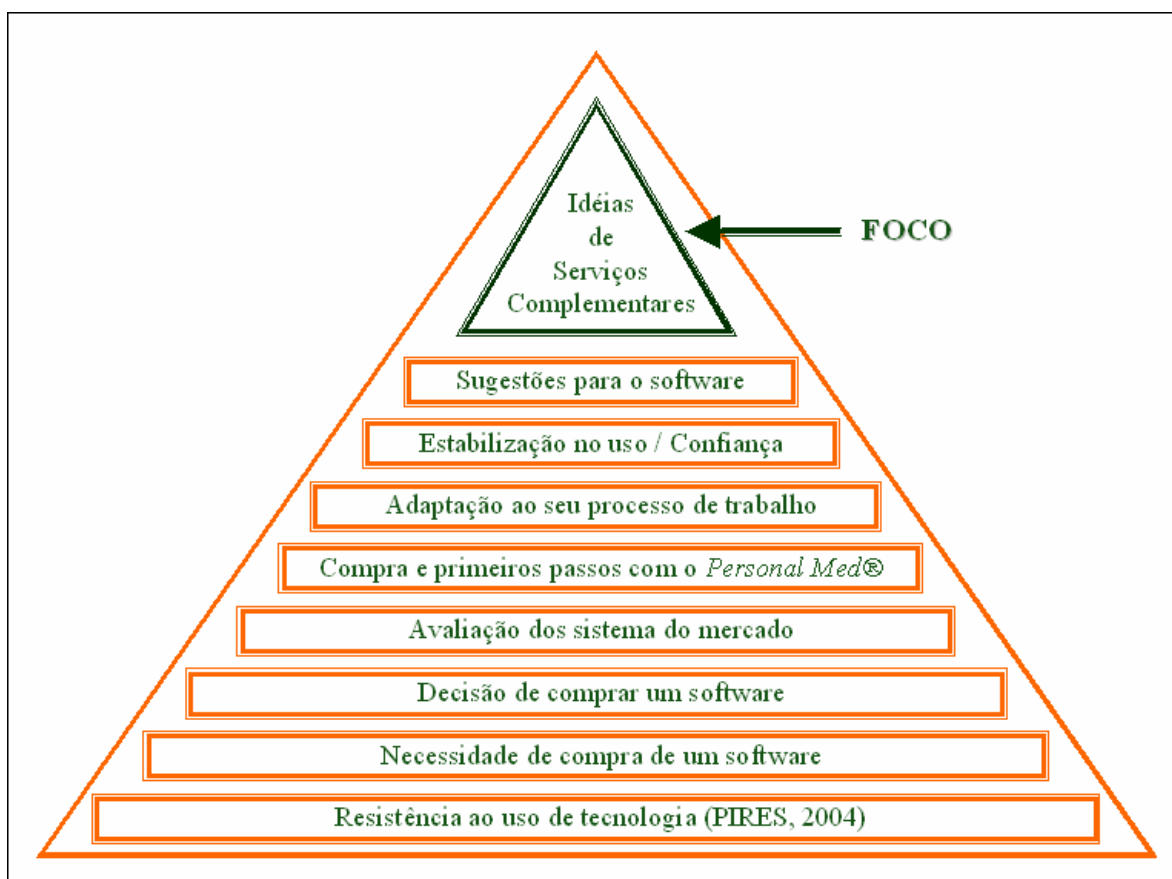 Idéias
de
FOCO
Serviços
Complementares
Sugestões para o software
Estabilização no uso / Confiança
Adaptação ao seu processo de trabalho
Compra e primeiros passos com o Personal Med®
Avaliação dos sistema do mercado
Decisão de comprar um software
Necessidade de compra de um software
Resistência ao uso de tecnologia (PIRES, 2004)